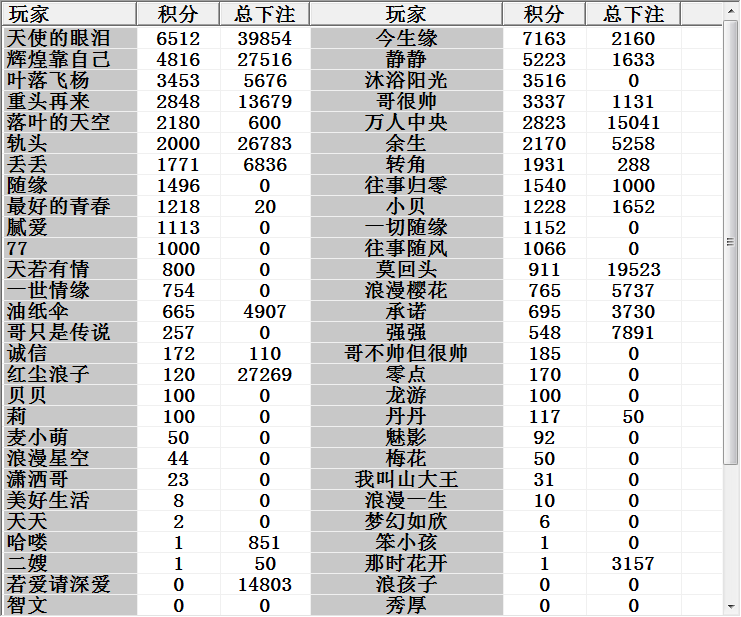 玩家 积分 总下注 玩家 积分 总下注
天使的眼泪 6512 39854 今生缘 7163 2160
辉煌靠自己 4816 27516 静静 5223 1633
叶落飞杨 3453 5676 沐浴阳光 3516 0
重头再来 2848 13679 哥很帅 3337 1131
落叶的天空 2180 600 万人中央 2823 15041
轨头 2000 26783 余生 2170 5258
丢丢 1771 6836 转角 1931 288
随缘 1496 0 往事归零 1540 1000
最好的青春 1218 20 小贝 1228 1652
腻爱 1113 0 一切随缘 1152 0
77 1000 0 往事随风 1066 0
天若有情 800 0 莫回头 911 19523
一世情缘 754 0 浪漫樱花 765 5737
油纸伞 665 4907 承诺 695 3730
哥只是传说 257 0 强强 548 7891
诚信 172 110 哥不帅但很帅 185 0
红尘浪子 120 27269 零点 170 0
贝贝 100 0 龙游 100 0
莉 100 0 丹丹 117 50
麦小萌 50 0 魅影 92 0
浪漫星空 44 0 梅花 50 0
潇洒哥 23 0 我叫山大王 31 0
美好生活 8 0 浪漫一生 10 0
天天 2 0 梦幻如欣 6 0
哈喽 1 851 笨小孩 1 0
二嫂 1 50 那时花开 1 3157
若爱请深爱 0 14803 浪孩子 0 0
智文 0 0 秀厚 0 0